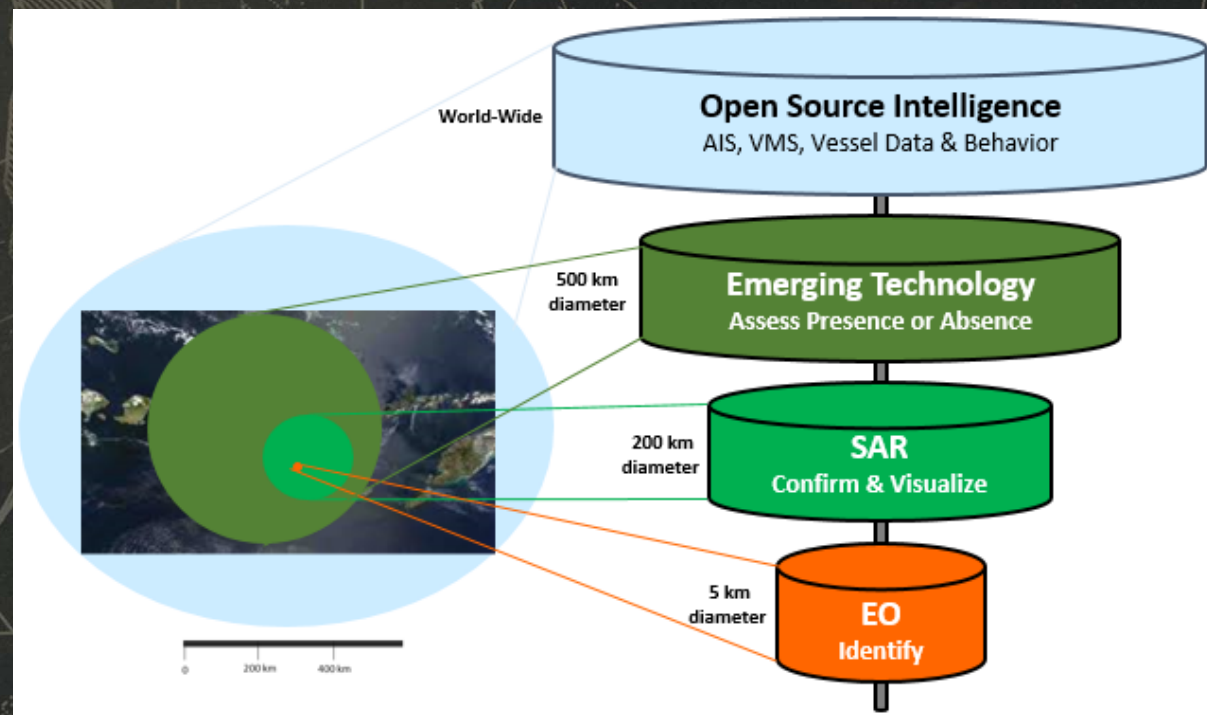 World-Wide
Open Source Intelligence
AIS, VMS, Vessel Data & Behavior
500 km
diameter
Emerging Technology
Assess Presence or Absence
200 km
diameter
SAR
Confirm & Visualize
5 km
diameter
EO
Identify
0
200 km
400 km